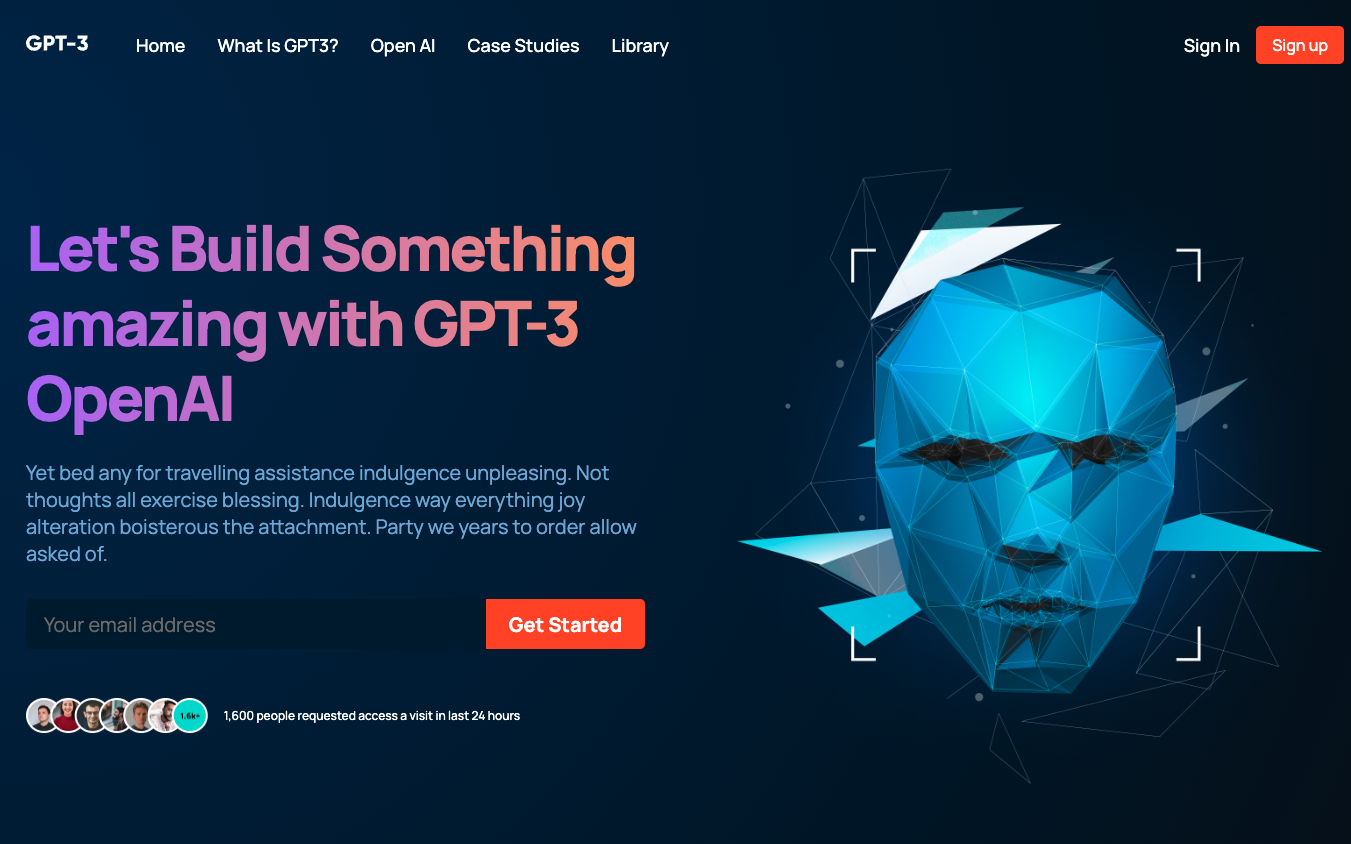 GPT-3
Home
What Is GPT3?
Open AI
Case Studies
Library
Sign In
Sign up
Let's Build Something
amazing with GPT-3
OpenAI
Yet bed any for travelling assistance indulgence unpleasing. Not
thoughts all exercise blessing. Indulgence way everything joy
alteration boisterous the attachment. Party we years to order allow
asked of.
Your email address
Get Started
1.6k+
1,600 people requested access a visit in last 24 hours